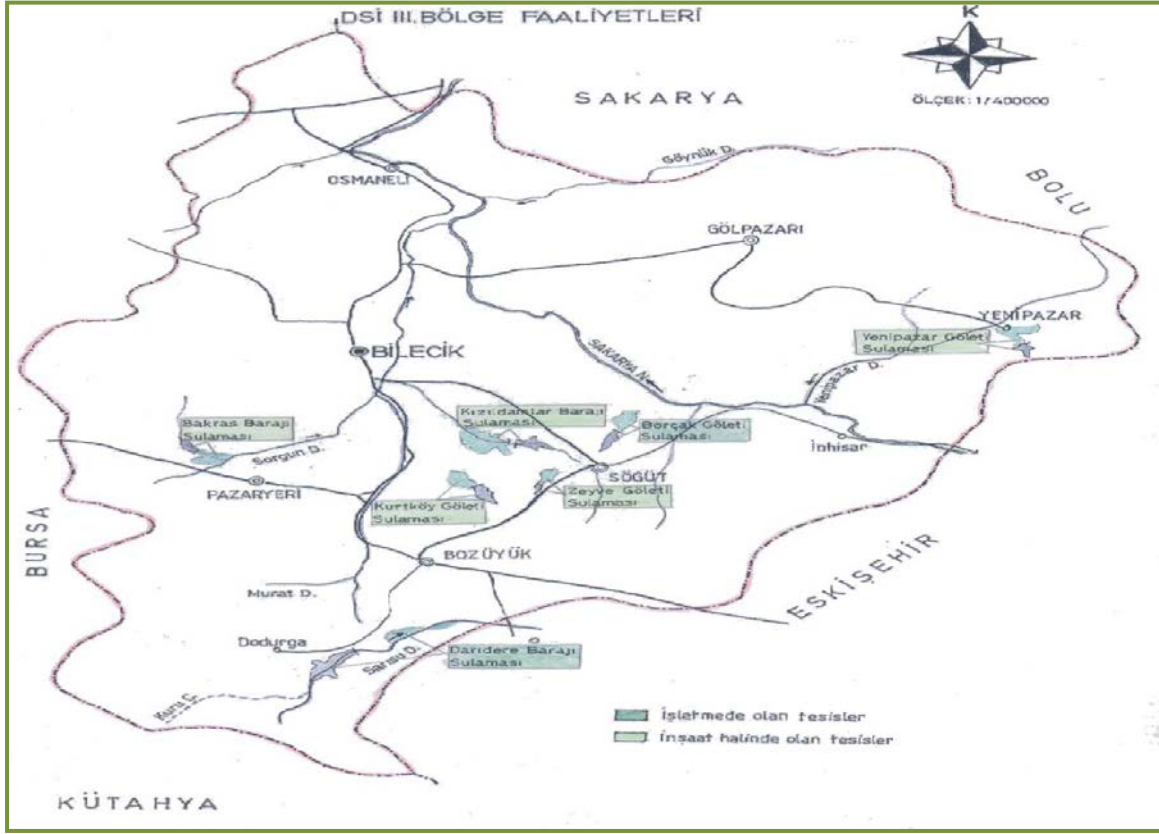 DSİ III. BÖLGE FAALİYETLERİ
K
ÖLÇEK: 1/400000
SAKARYA
Göynük D.
BOLU
OSMANELİ
GÖLPAZARI
YENİPAZAR
Yenipazar Göleti
Sulaması
BİLECİK
SAKARYA N.
Yenipazar D.
Kızıldamlar Barajı
Sulaması
Borçak Göleti
Sulaması
Bakras Barajı
Sulaması
Sorgun D.
İnhisar
SÖĞÜT
PAZARYERİ
Zeyve Göleti
Sulaması
Kurtköy Göleti
Sulaması
BURSA
BOZÜYÜK
ESKİŞEHİR
Murat D.
Dodurga
Darıdere Barajı
Sulaması
Sarısu D.
Kuru Ç.
İşletmede olan tesisler
İnşaat halinde olan tesisler
KÜTAHYA